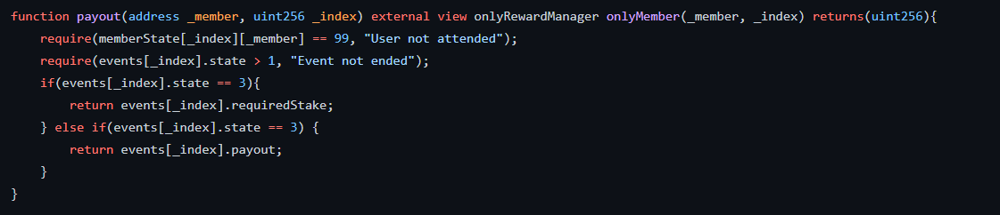 function payout(address _member, uint256 _index) external view onlyRewardManager onlyMember(_member, _index) returns(uint256){
    require(memberState[_index][_member] == 99, "User not attended");
    require(events[_index].state > 1, "Event not ended");
    if(events[_index].state == 3){
        return events[_index].requiredStake;
    } else if(events[_index].state == 3) {
        return events[_index].payout;
    }
}